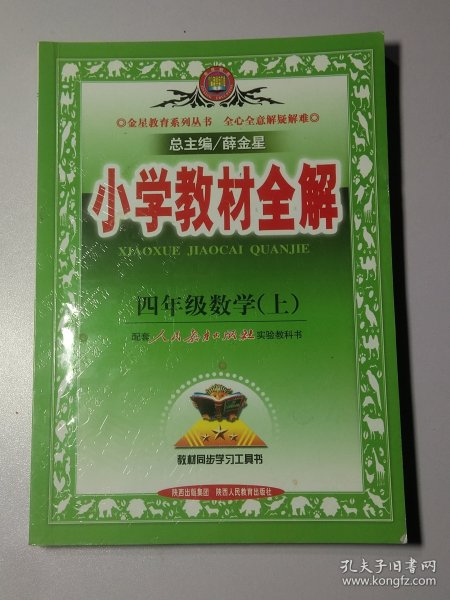 ◎金星教育系列丛书 全心全意解疑解难◎
总主编/薛金星
小学教材全解
XIAOXUE JIAOCAI QUANJIE
四年级数学(上)
配套 人民教育出版社 实验教科书
教材同步学习工具书
陕西出版集团 陕西人民教育出版社
孔夫子旧书网
www.kongfz.com